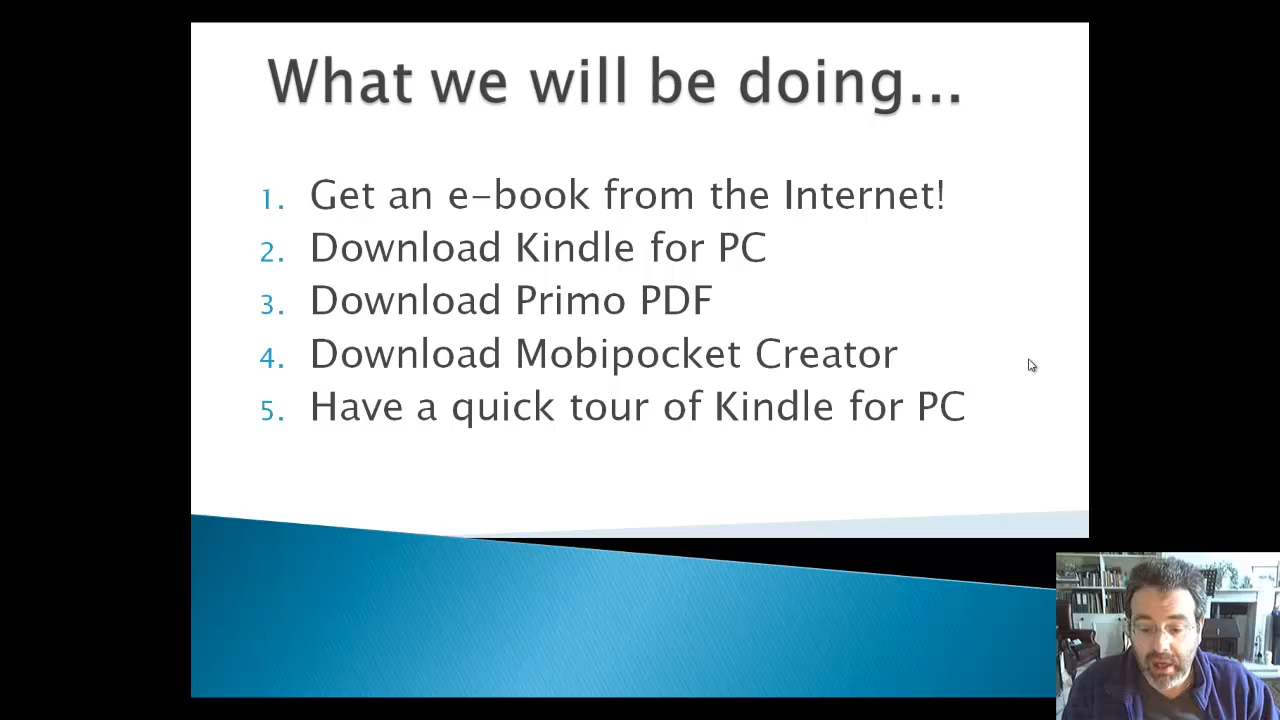 What we will be doing...
1. Get an e-book from the Internet!
2. Download Kindle for PC
3. Download Primo PDF
4. Download Mobipocket Creator
5. Have a quick tour of Kindle for PC